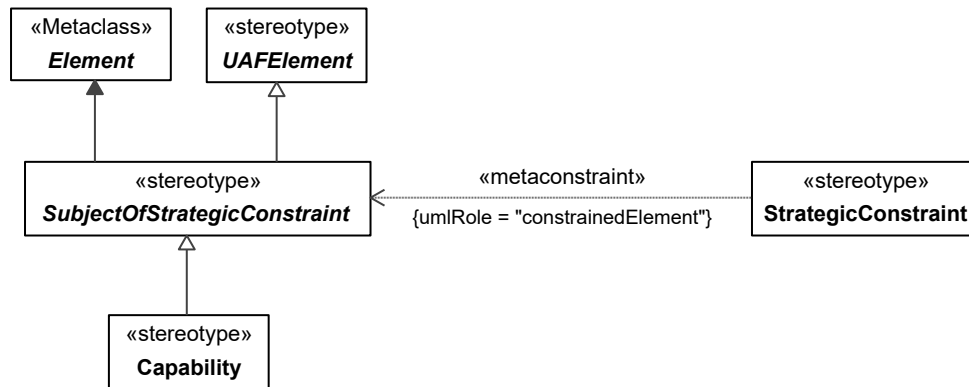 «Metaclass»
Element
«stereotype»
UAFElement
«stereotype»
SubjectOfStrategicConstraint
«metaconstraint»
{umlRole = "constrainedElement"}
«stereotype»
StrategicConstraint
«stereotype»
Capability